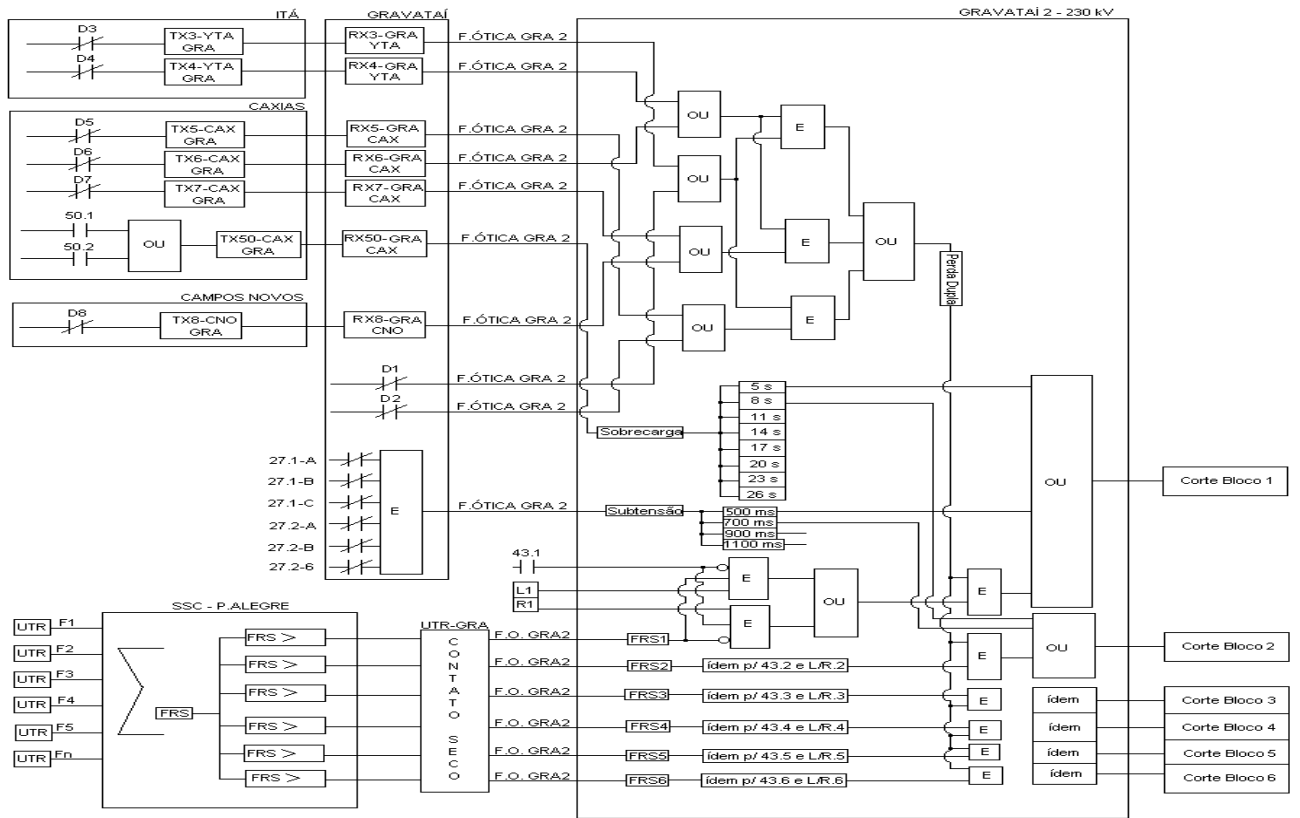 ITÁ
GRAVATAÍ
GRAVATAÍ 2 - 230 kV
D3
TX3-YTA
GRA
RX3-GRA
YTA
F.ÓTICA GRA 2
D4
TX4-YTA
GRA
RX4-GRA
YTA
F.ÓTICA GRA 2
CAXIAS
D5
TX5-CAX
GRA
RX5-GRA
CAX
F.ÓTICA GRA 2
D6
TX6-CAX
GRA
RX6-GRA
CAX
F.ÓTICA GRA 2
D7
TX7-CAX
GRA
RX7-GRA
CAX
F.ÓTICA GRA 2
50.1
50.2
OU
TX50-CAX
GRA
RX50-GRA
CAX
F.ÓTICA GRA 2
CAMPOS NOVOS
D8
TX8-CNO
GRA
RX8-GRA
CNO
F.ÓTICA GRA 2
D1
F.ÓTICA GRA 2
D2
F.ÓTICA GRA 2
OU
OU
OU
OU
E
E
E
OU
Perda Dupla
27.1-A
27.1-B
27.1-C
27.2-A
27.2-B
27.2-6
E
F.ÓTICA GRA 2
Sobrecarga
5 s
8 s
11 s
14 s
17 s
20 s
23 s
26 s
Subtensão
500 ms
700 ms
900 ms
1100 ms
OU
Corte Bloco 1
43.1
L1
R1
E
E
OU
E
SSC - P.ALEGRE
UTR F1
UTR F2
UTR F3
UTR F4
UTR F5
UTR Fn
FRS
FRS >
FRS >
FRS >
FRS >
FRS >
FRS >
UTR-GRA
CONTATO SECO
F.O. GRA2
FRS1
F.O. GRA2
FRS2
ídem p/ 43.2 e L/R.2
E
OU
Corte Bloco 2
F.O. GRA2
FRS3
ídem p/ 43.3 e L/R.3
E
ídem
Corte Bloco 3
F.O. GRA2
FRS4
ídem p/ 43.4 e L/R.4
E
ídem
Corte Bloco 4
F.O. GRA2
FRS5
ídem p/ 43.5 e L/R.5
E
ídem
Corte Bloco 5
F.O. GRA2
FRS6
ídem p/ 43.6 e L/R.6
E
ídem
Corte Bloco 6